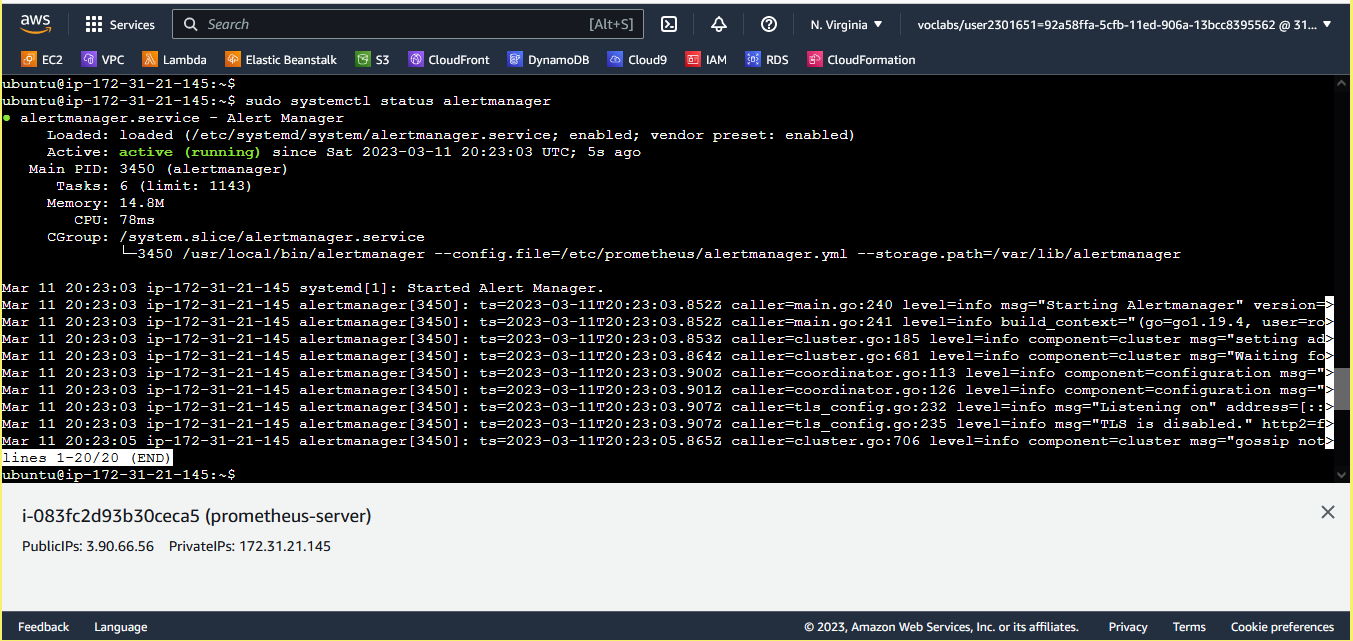 aws Services Search [Alt+S] N. Virginia voclabs/user2301651=92a58ffa-5cfb-11ed-906a-13bcc8395562 @ 31...
EC2 VPC Lambda Elastic Beanstalk S3 CloudFront DynamoDB Cloud9 IAM RDS CloudFormation
ubuntu@ip-172-31-21-145:~$
ubuntu@ip-172-31-21-145:~$ sudo systemctl status alertmanager
● alertmanager.service - Alert Manager
Loaded: loaded (/etc/systemd/system/alertmanager.service; enabled; vendor preset: enabled)
Active: active (running) since Sat 2023-03-11 20:23:03 UTC; 5s ago
Main PID: 3450 (alertmanager)
Tasks: 6 (limit: 1143)
Memory: 14.8M
CPU: 78ms
CGroup: /system.slice/alertmanager.service
└─3450 /usr/local/bin/alertmanager --config.file=/etc/prometheus/alertmanager.yml --storage.path=/var/lib/alertmanager
Mar 11 20:23:03 ip-172-31-21-145 systemd[1]: Started Alert Manager.
Mar 11 20:23:03 ip-172-31-21-145 alertmanager[3450]: ts=2023-03-11T20:23:03.852Z caller=main.go:240 level=info msg="Starting Alertmanager" version=>
Mar 11 20:23:03 ip-172-31-21-145 alertmanager[3450]: ts=2023-03-11T20:23:03.852Z caller=main.go:241 level=info build_context="(go=go1.19.4, user=ro>
Mar 11 20:23:03 ip-172-31-21-145 alertmanager[3450]: ts=2023-03-11T20:23:03.853Z caller=cluster.go:185 level=info component=cluster msg="setting ad>
Mar 11 20:23:03 ip-172-31-21-145 alertmanager[3450]: ts=2023-03-11T20:23:03.864Z caller=cluster.go:681 level=info component=cluster msg="Waiting fo>
Mar 11 20:23:03 ip-172-31-21-145 alertmanager[3450]: ts=2023-03-11T20:23:03.900Z caller=coordinator.go:113 level=info component=configuration msg=">
Mar 11 20:23:03 ip-172-31-21-145 alertmanager[3450]: ts=2023-03-11T20:23:03.901Z caller=coordinator.go:126 level=info component=configuration msg=">
Mar 11 20:23:03 ip-172-31-21-145 alertmanager[3450]: ts=2023-03-11T20:23:03.907Z caller=tls_config.go:232 level=info msg="Listening on" address=[::>
Mar 11 20:23:03 ip-172-31-21-145 alertmanager[3450]: ts=2023-03-11T20:23:03.907Z caller=tls_config.go:235 level=info msg="TLS is disabled." http2=f>
Mar 11 20:23:05 ip-172-31-21-145 alertmanager[3450]: ts=2023-03-11T20:23:05.865Z caller=cluster.go:706 level=info component=cluster msg="gossip not>
lines 1-20/20 (END)
ubuntu@ip-172-31-21-145:~$
i-083fc2d93b30ceca5 (prometheus-server)
PublicIPs: 3.90.66.56 PrivateIPs: 172.31.21.145
Feedback Language © 2023, Amazon Web Services, Inc. or its affiliates. Privacy Terms Cookie preferences